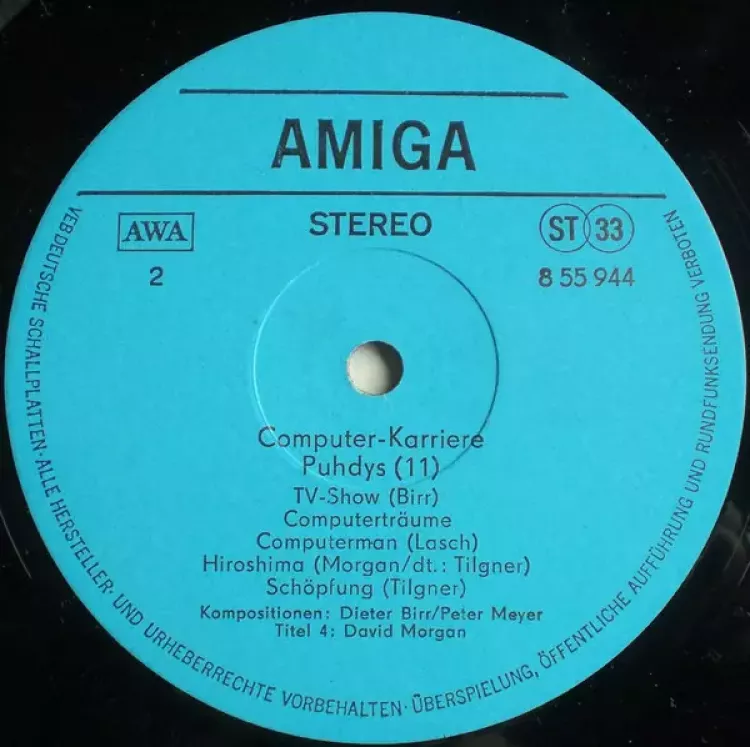 AMIGA
AWA
STEREO
ST 33
2
8 55 944
Computer-Karriere
Puhdys (11)
TV-Show (Birr)
Computerträume
Computerman (Lasch)
Hiroshima (Morgan/dt.: Tilgner)
Schöpfung (Tilgner)
Kompositionen: Dieter Birr/Peter Meyer
Titel 4: David Morgan
VEB DEUTSCHE SCHALLPLATTEN · ALLE HERSTELLER- UND URHEBERRECHTE VORBEHALTEN · ÜBERSPIELUNG, ÖFFENTLICHE AUFFÜHRUNG UND RUNDFUNKSENDUNG VERBOTEN